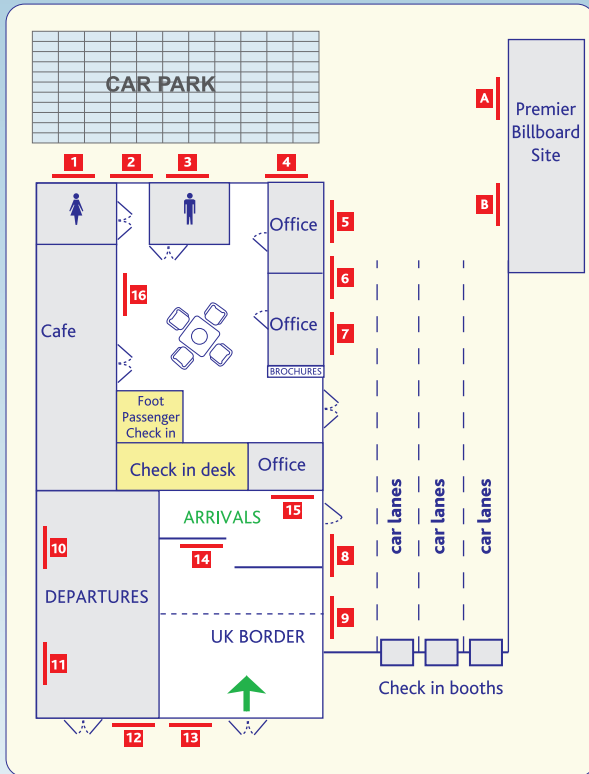 CAR PARK
A
Premier
Billboard
Site
B
1
2
3
4
Office
5
6
16
Cafe
Office
7
BROCHURES
Foot
Passenger
Check in
Check in desk
Office
15
ARRIVALS
14
10
8
DEPARTURES
9
UK BORDER
11
12
13
car lanes
car lanes
car lanes
Check in booths